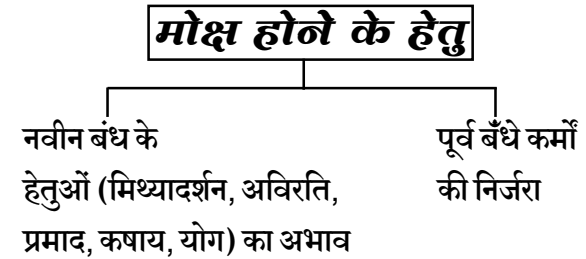 मोक्ष होने के हेतु
नवीन बंध के
हेतुओं (मिथ्यादर्शन, अविरति,
प्रमाद, कषाय, योग) का अभाव
पूर्व बँधे कर्मों
की निर्जरा